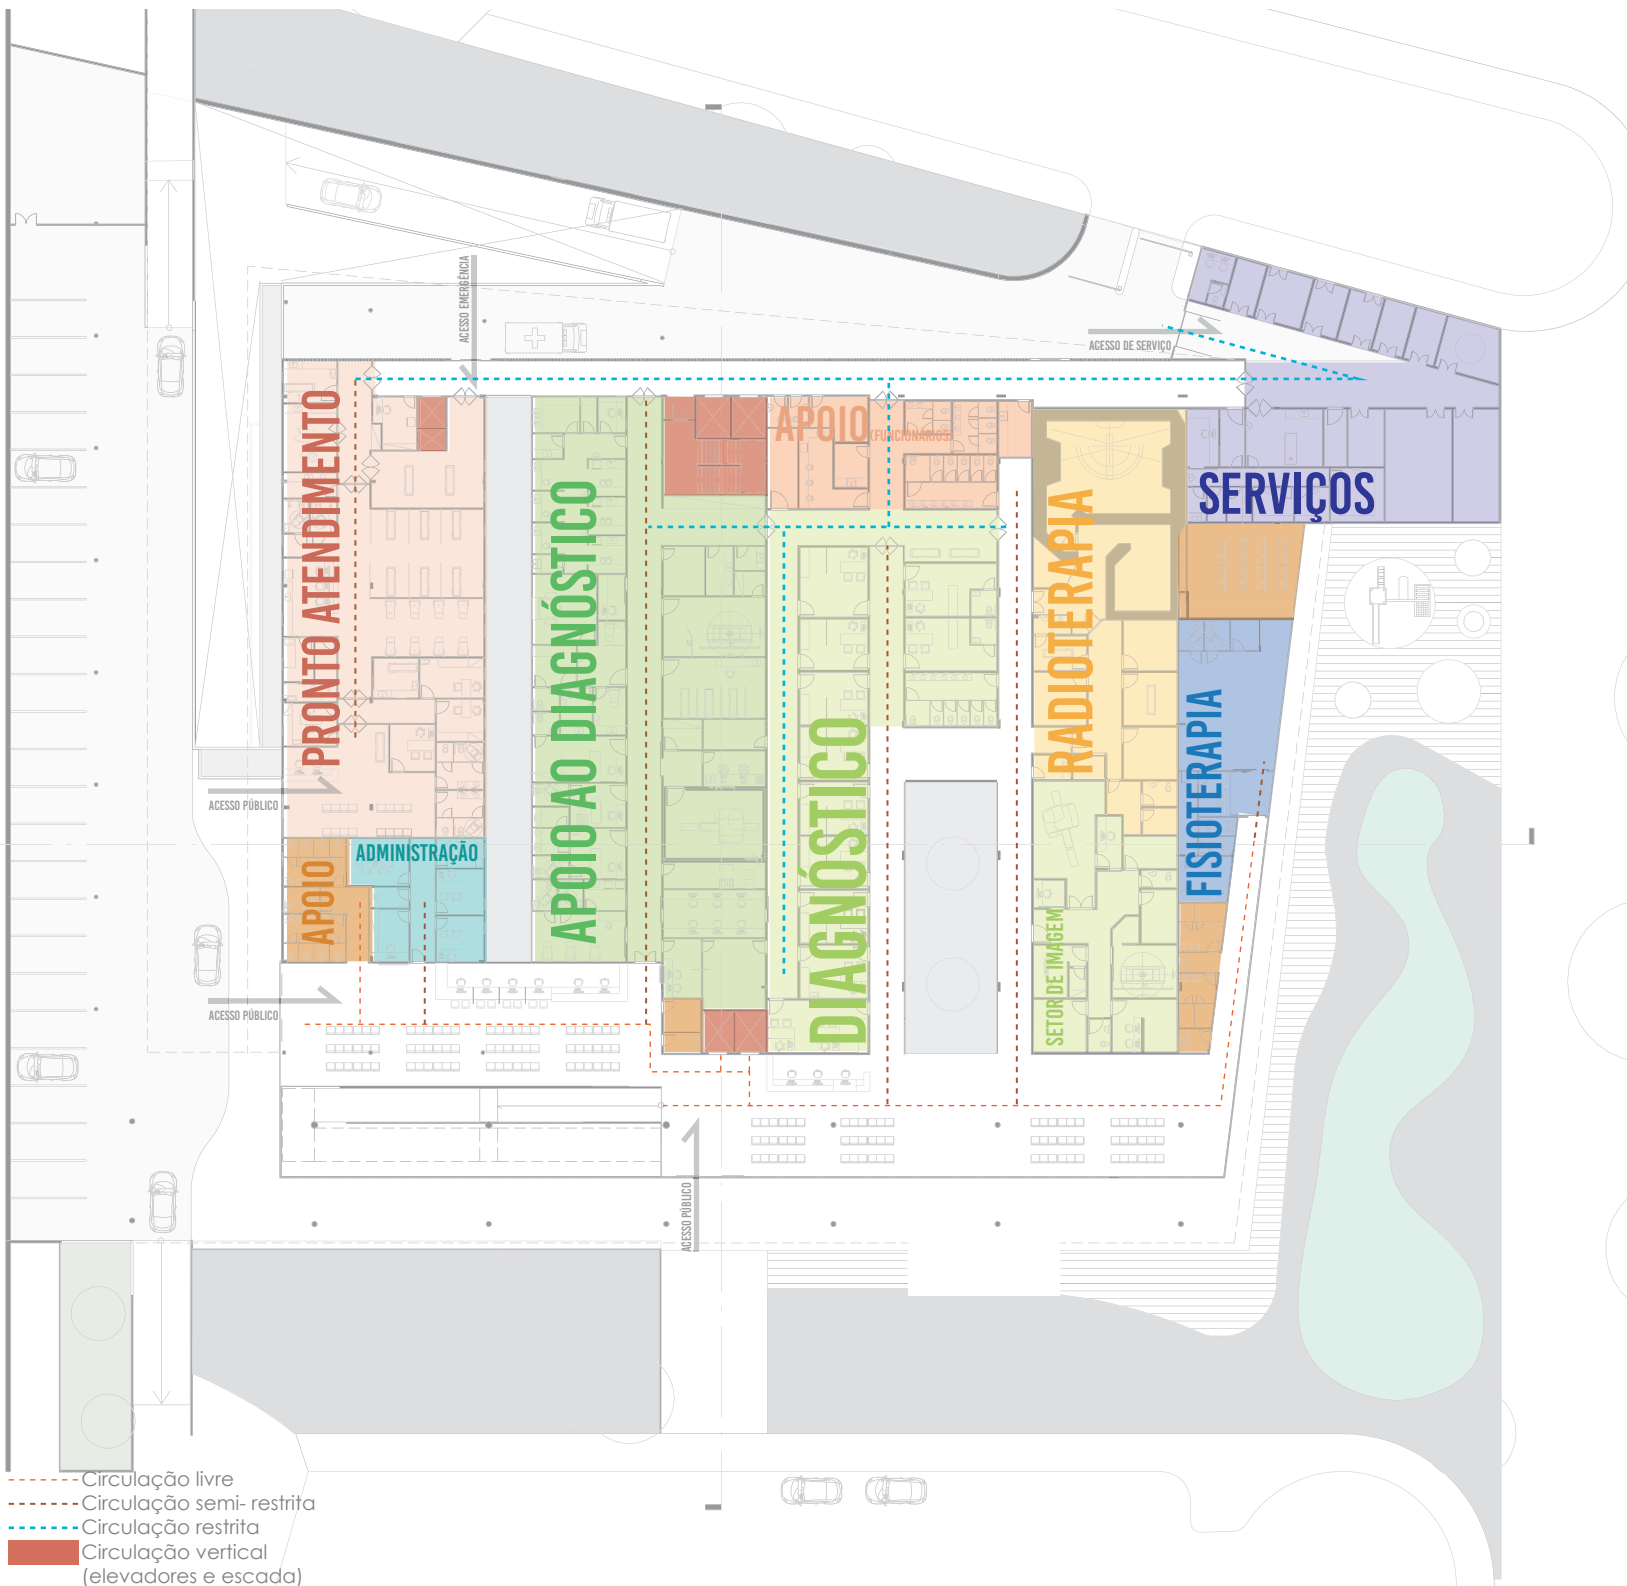 ACESSO EMERGÊNCIA
ACESSO DE SERVIÇO
PRONTO ATENDIMENTO
APOIO AO DIAGNÓSTICO
APOIO (FUNCIONÁRIOS)
DIAGNÓSTICO
RADIOTERAPIA
SERVIÇOS
FISIOTERAPIA
SETOR DE IMAGEM
ACESSO PÚBLICO
APOIO
ADMINISTRAÇÃO
ACESSO PÚBLICO
ACESSO PÚBLICO
Circulação livre
Circulação semi- restrita
Circulação restrita
Circulação vertical
(elevadores e escada)